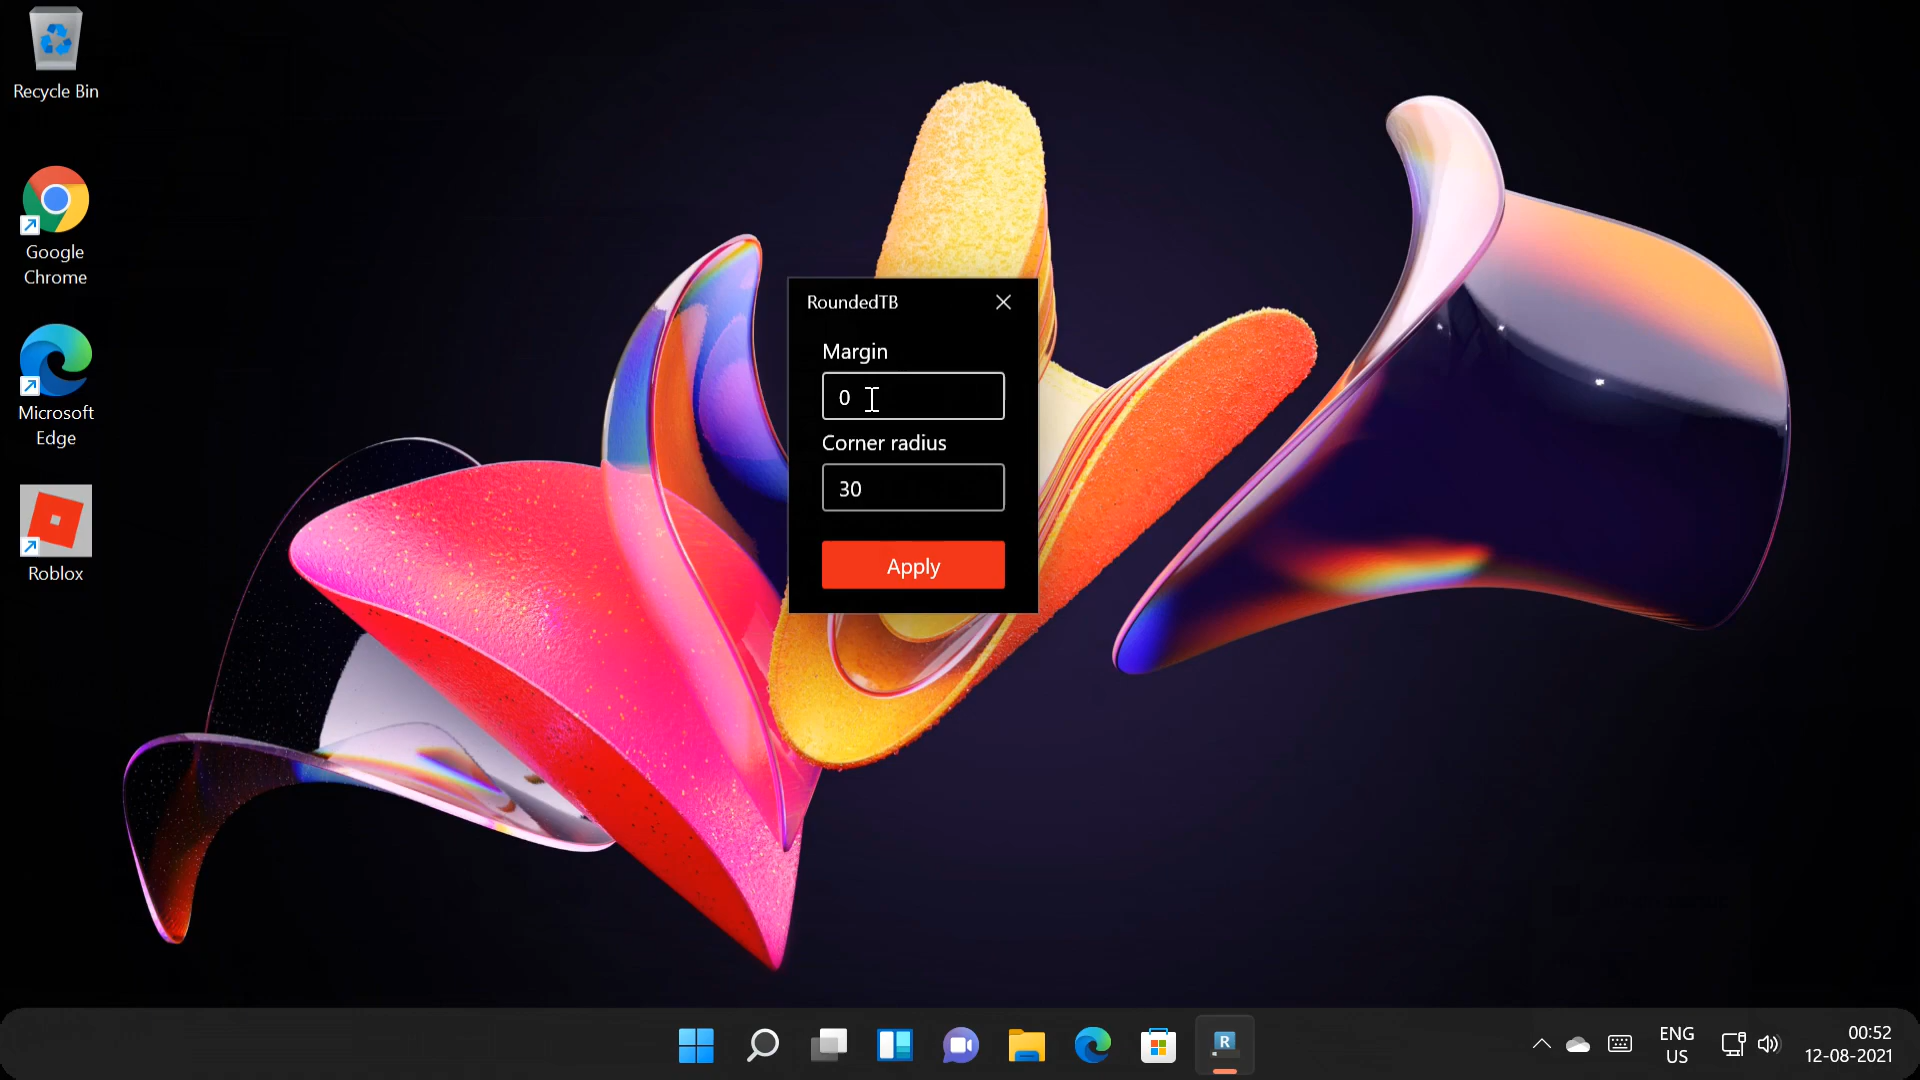 Recycle Bin
Google
Chrome
Microsoft
Edge
Roblox
RoundedTB
Margin
0
Corner radius
30
Apply
R
ENG
US
00:52
12-08-2021